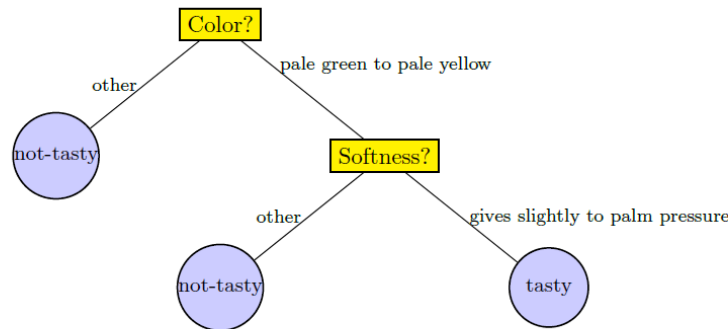 Color?
other
pale green to pale yellow
not-tasty
Softness?
other
gives slightly to palm pressure
not-tasty
tasty